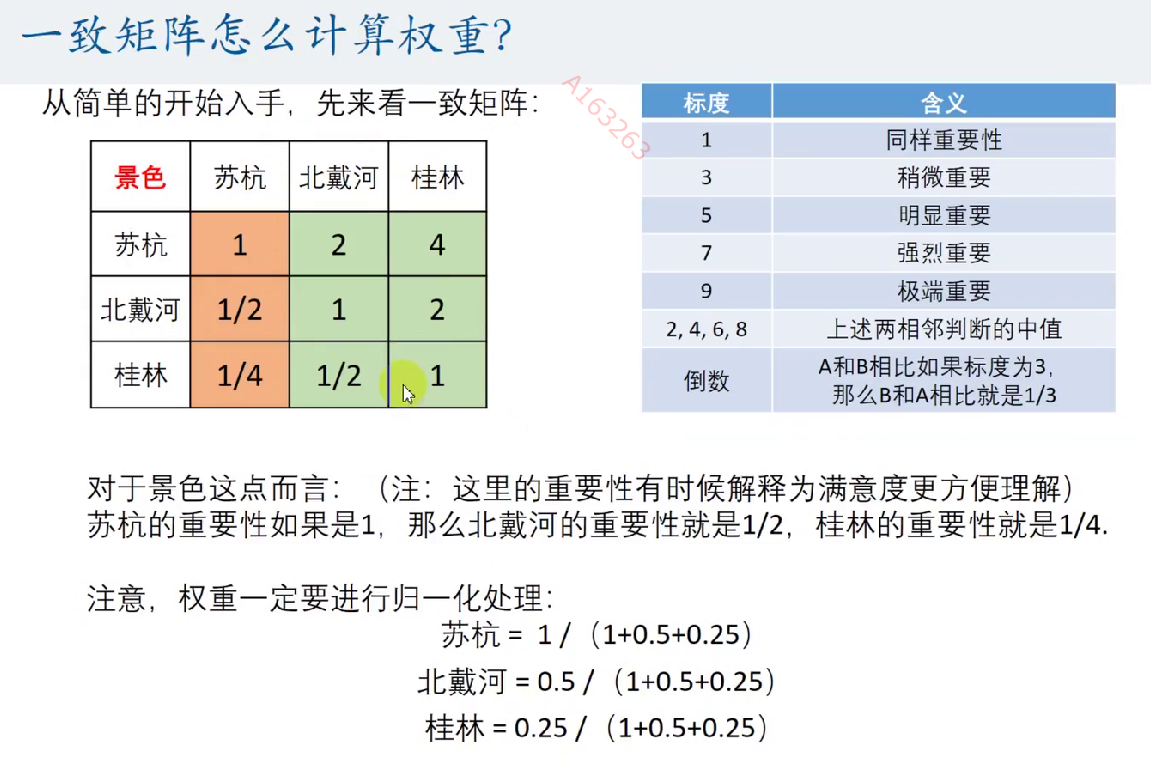 一致矩阵怎么计算权重?
从简单的开始入手，先来看一致矩阵：
A163263
景色 苏杭 北戴河 桂林
苏杭 1 2 4
北戴河 1/2 1 2
桂林 1/4 1/2 1
标度 含义
1 同样重要性
3 稍微重要
5 明显重要
7 强烈重要
9 极端重要
2, 4, 6, 8 上述两相邻判断的中值
倒数 A和B相比如果标度为3，
那么B和A相比就是1/3
对于景色这点而言：（注：这里的重要性有时候解释为满意度更方便理解）
苏杭的重要性如果是1，那么北戴河的重要性就是1/2，桂林的重要性就是1/4.
注意，权重一定要进行归一化处理：
苏杭 = 1 /（1+0.5+0.25）
北戴河 = 0.5 /（1+0.5+0.25）
桂林 = 0.25 /（1+0.5+0.25）